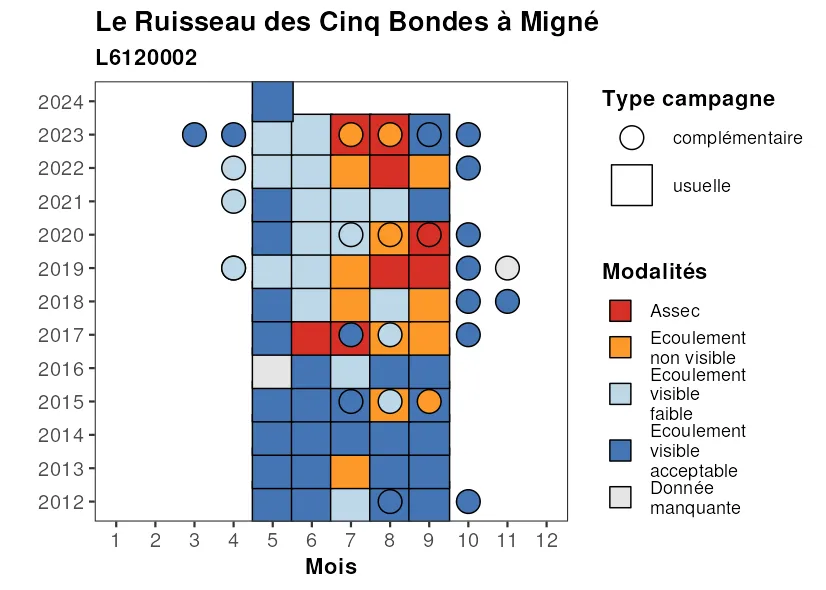 Le Ruisseau des Cinq Bondes à Migné
L6120002
2024
2023
2022
2021
2020
2019
2018
2017
2016
2015
2014
2013
2012
1 2 3 4 5 6 7 8 9 10 11 12
Mois
Type campagne
complémentaire
usuelle
Modalités
Assec
Ecoulement
non visible
Ecoulement
visible
faible
Ecoulement
visible
acceptable
Donnée
manquante